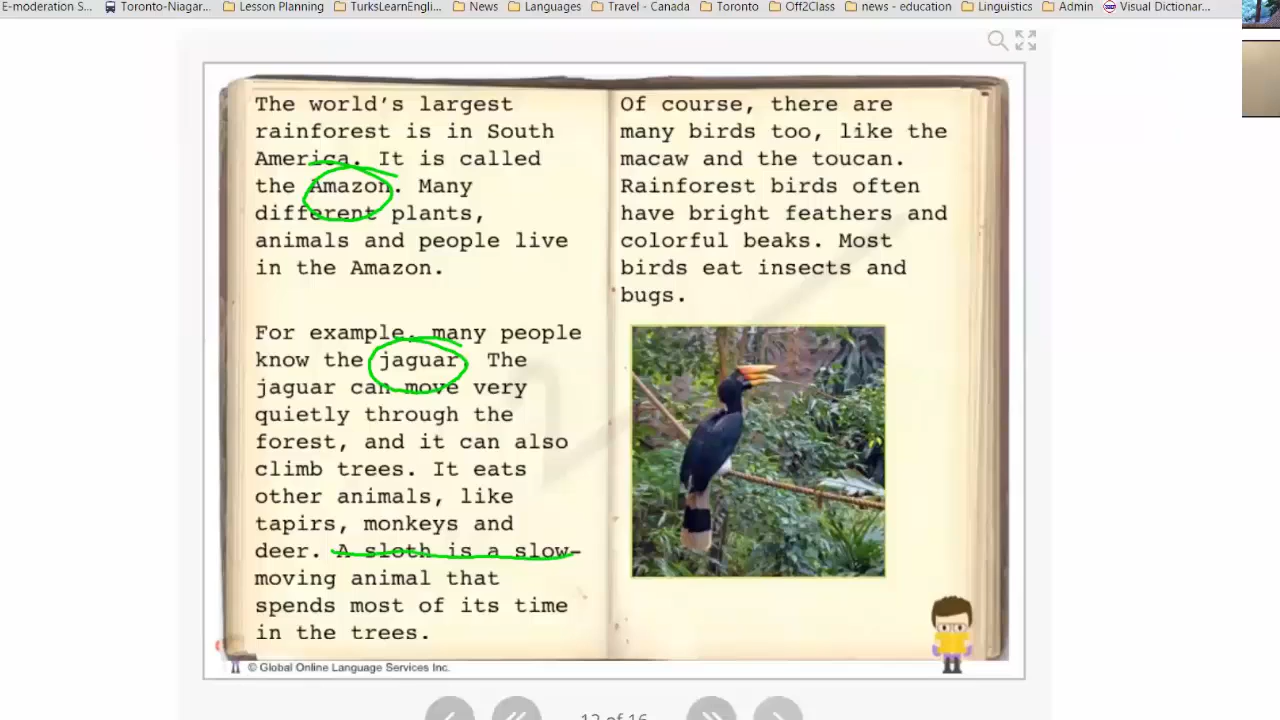 E-moderation S...
Toronto-Niagar...
Lesson Planning
TurksLearnEngli...
News
Languages
Travel - Canada
Toronto
Off2Class
news - education
Linguistics
Admin
Visual Dictionar...
The world's largest
rainforest is in South
America. It is called
the Amazon. Many
different plants,
animals and people live
in the Amazon.
For example, many people
know the jaguar. The
jaguar can move very
quietly through the
forest, and it can also
climb trees. It eats
other animals, like
tapirs, monkeys and
deer. A sloth is a slow-
moving animal that
spends most of its time
in the trees.
Of course, there are
many birds too, like the
macaw and the toucan.
Rainforest birds often
have bright feathers and
colorful beaks. Most
birds eat insects and
bugs.
© Global Online Language Services Inc.
12 of 16